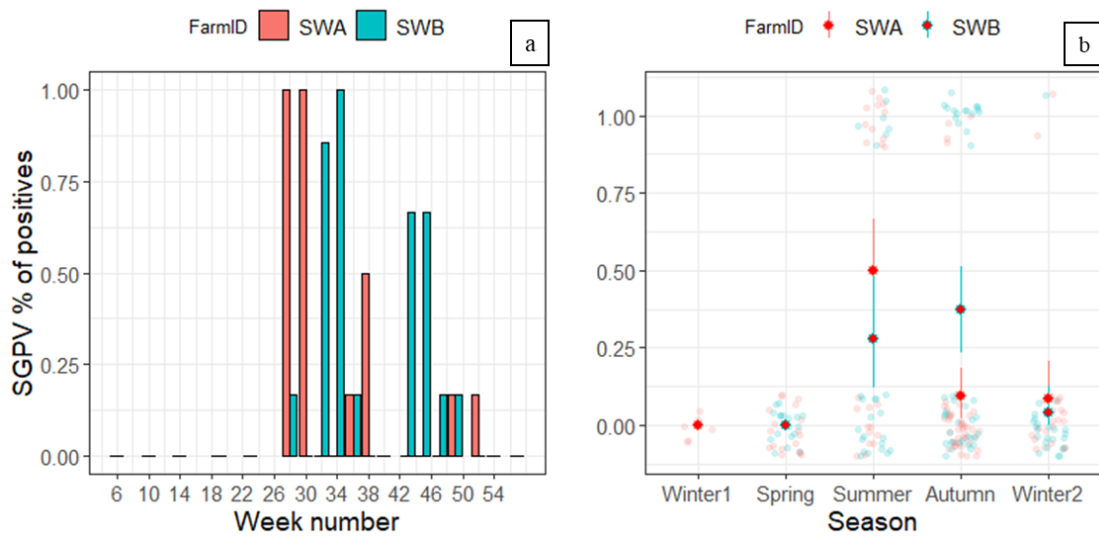 FarmID SWA SWB
a
SGPV % of positives
1.00
0.75
0.50
0.25
0.00
6 10 14 18 22 26 30 34 38 42 46 50 54
Week number
FarmID SWA SWB
b
1.00
0.75
0.50
0.25
0.00
Winter1 Spring Summer Autumn Winter2
Season